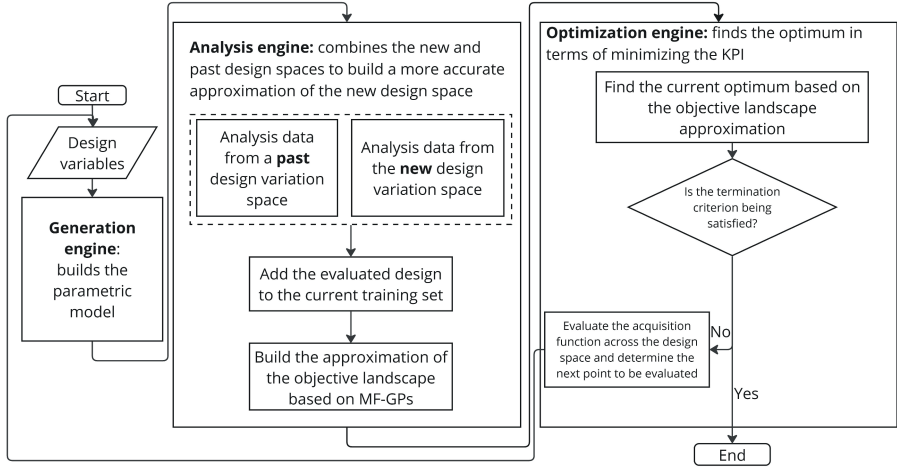 Start
Design
variables
Generation
engine:
builds the
parametric
model
Analysis engine: combines the new and
past design spaces to build a more accurate
approximation of the new design space
Analysis data
from a past
design variation
space
Analysis data from
the new design
variation space
Add the evaluated design
to the current training set
Build the approximation of
the objective landscape
based on MF-GPs
Optimization engine: finds the optimum in
terms of minimizing the KPI
Find the current optimum based on
the objective landscape
approximation
Is the termination
criterion being
satisfied?
No
Evaluate the acquisition
function across the design
space and determine the
next point to be evaluated
Yes
End